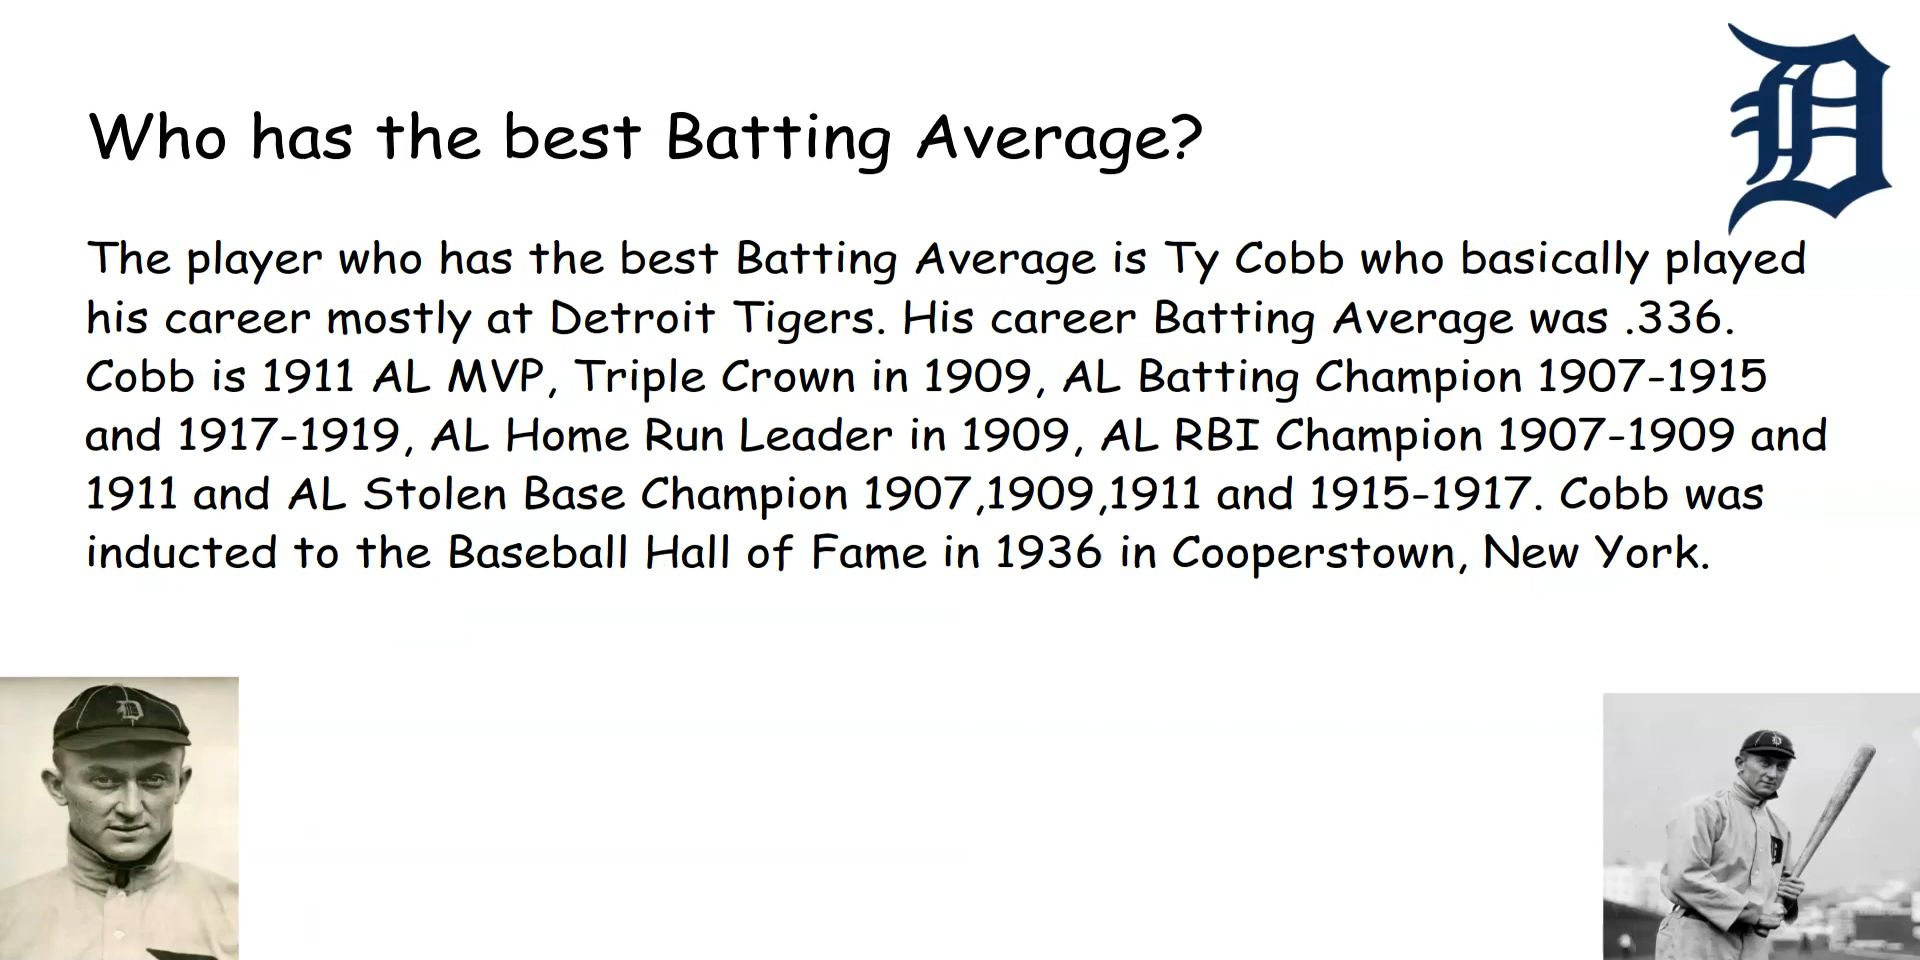 Who has the best Batting Average?
The player who has the best Batting Average is Ty Cobb who basically played
his career mostly at Detroit Tigers. His career Batting Average was .336.
Cobb is 1911 AL MVP, Triple Crown in 1909, AL Batting Champion 1907-1915
and 1917-1919, AL Home Run Leader in 1909, AL RBI Champion 1907-1909 and
1911 and AL Stolen Base Champion 1907,1909,1911 and 1915-1917. Cobb was
inducted to the Baseball Hall of Fame in 1936 in Cooperstown, New York.
D